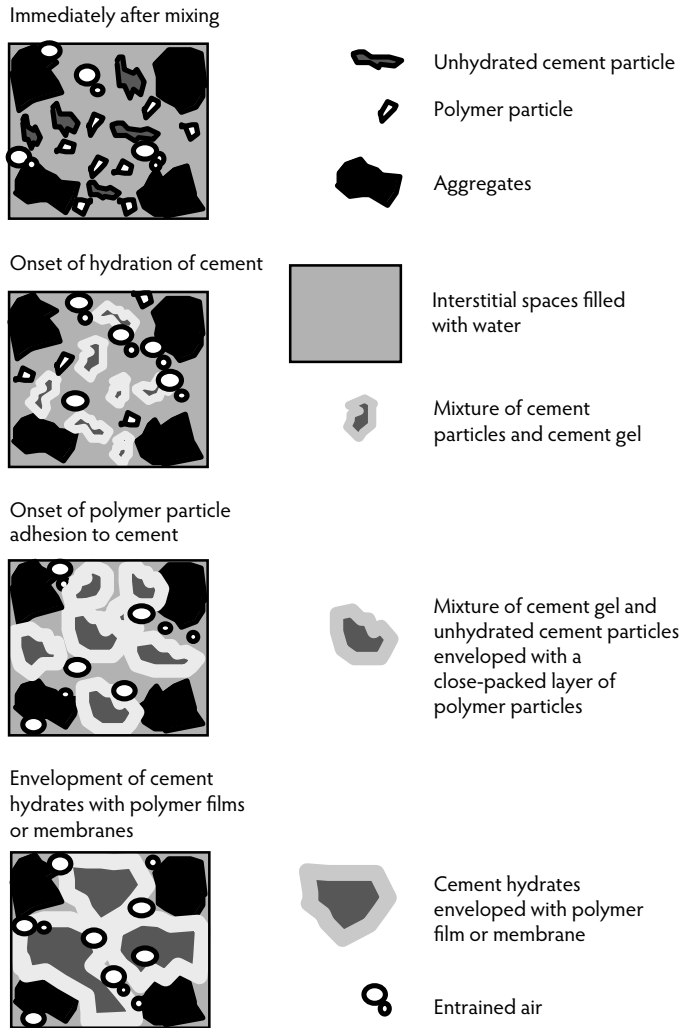 Immediately after mixing
Unhydrated cement particle
Polymer particle
Aggregates
Onset of hydration of cement
Interstitial spaces filled
with water
Mixture of cement
particles and cement gel
Onset of polymer particle
adhesion to cement
Mixture of cement gel and
unhydrated cement particles
enveloped with a
close-packed layer of
polymer particles
Envelopment of cement
hydrates with polymer films
or membranes
Cement hydrates
enveloped with polymer
film or membrane
Entrained air